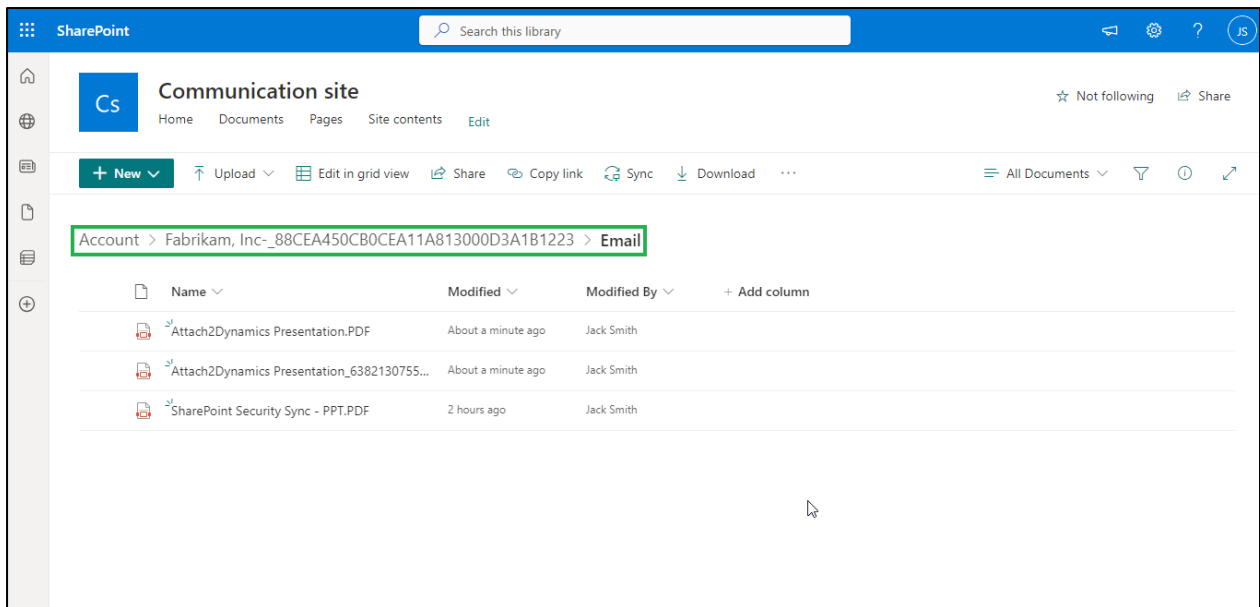 SharePoint Search this library ? JS
Cs Communication site
Not following Share
Home Documents Pages Site contents Edit
+ New Upload Edit in grid view Share Copy link Sync Download ... All Documents
Account > Fabrikam, Inc-_88CEA450CB0CEA11A813000D3A1B1223 > Email
Name Modified Modified By + Add column
Attach2Dynamics Presentation.PDF About a minute ago Jack Smith
Attach2Dynamics Presentation_6382130755... About a minute ago Jack Smith
SharePoint Security Sync - PPT.PDF 2 hours ago Jack Smith